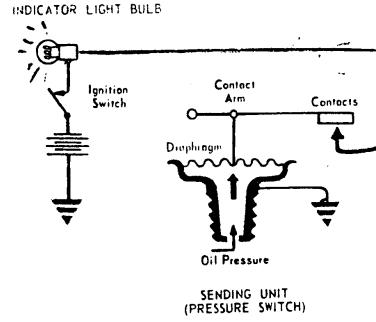 INDICATOR LIGHT BULB
Ignition
Switch
Contact
Arm
Contacts
Diaphragm
Oil Pressure
SENDING UNIT
(PRESSURE SWITCH)